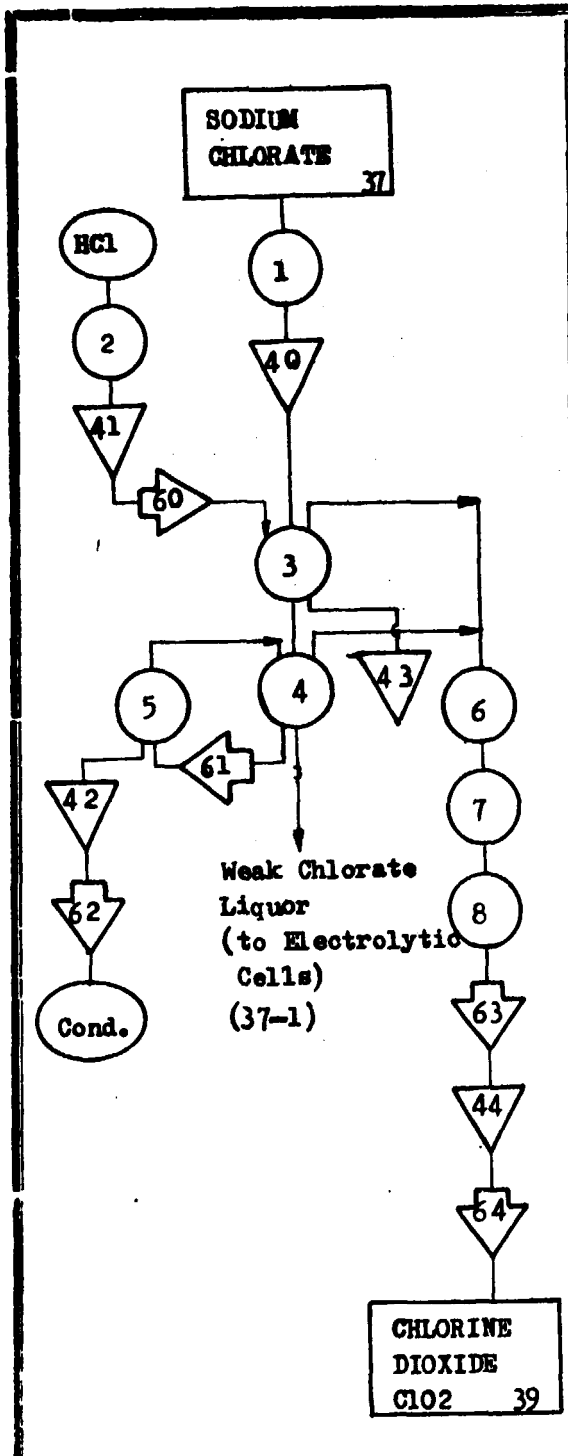 SODIUM
CHLORATE
37
HCl
1
2
40
41
60
3
4
43
5
6
61
7
42
Weak Chlorate
Liquor
(to Electrolytic
Cells)
(37-1)
8
62
Cond.
63
44
64
CHLORINE
DIOXIDE
ClO2 39